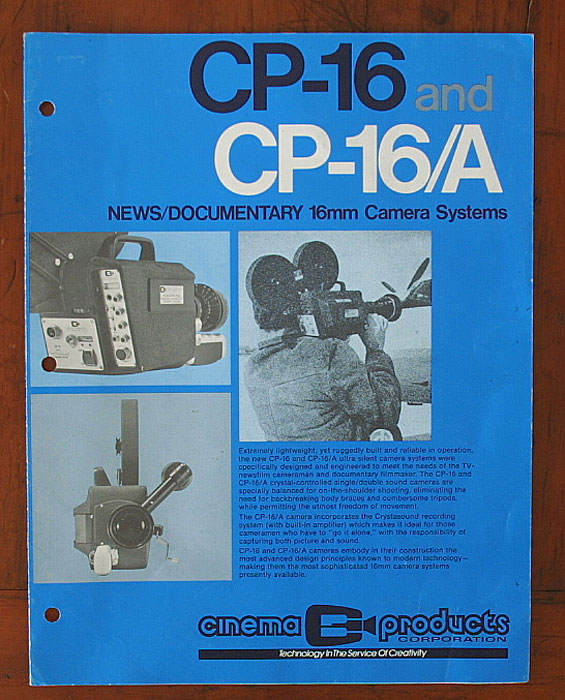 CP-16 and
CP-16/A
NEWS/DOCUMENTARY 16mm Camera Systems
Extremely lightweight, yet ruggedly built and reliable in operation,
the new CP-16 and CP-16/A ultra silent camera systems were
specifically designed and engineered to meet the needs of the TV-
newsfilm cameraman and documentary filmmaker. The CP-16 and
CP-16/A crystal-controlled single/double sound cameras are
specially balanced for on-the-shoulder shooting, eliminating the
need for backbreaking body braces and cumbersome tripods,
while permitting the utmost freedom of movement.
The CP-16/A camera incorporates the Crystasound recording
system (with built-in amplifier) which makes it ideal for those
cameramen who have to "go it alone," with the responsibility of
capturing both picture and sound.
CP-16 and CP-16/A cameras embody in their construction the
most advanced design principles known to modern technology—
making them the most sophisticated 16mm camera systems
presently available.
cinema products
CORPORATION
Technology In The Service Of Creativity